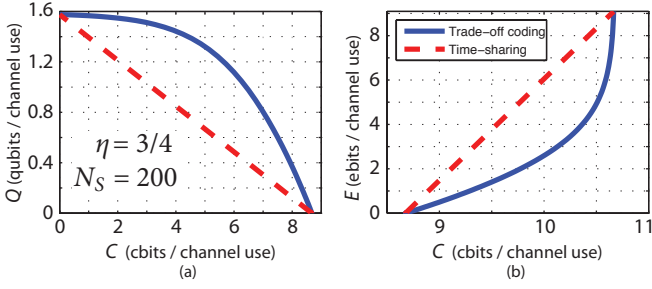 1.6
1.2
0.8
0.4
0
Q (qubits / channel use)
η = 3/4
N_S = 200
0 2 4 6 8
C (cbits / channel use)
(a)
8
6
4
2
0
E (ebits / channel use)
Trade-off coding
Time-sharing
9 10 11
C (cbits / channel use)
(b)